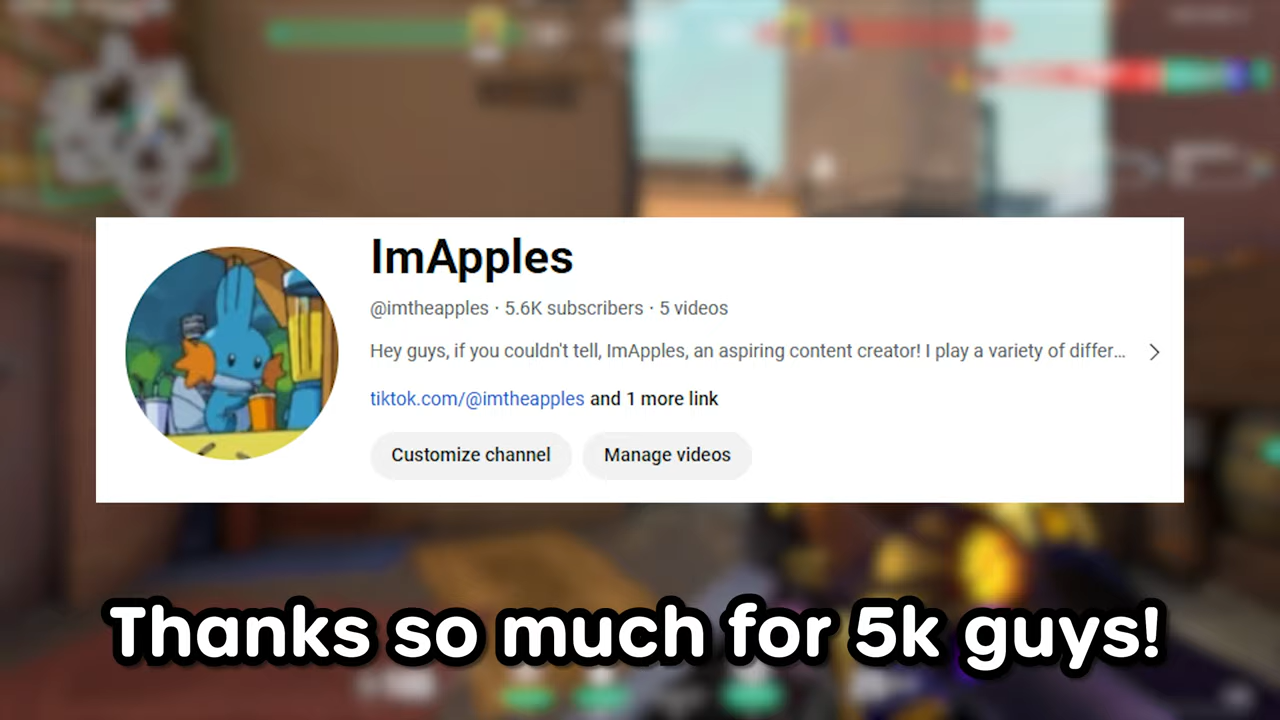 ImApples
@imtheapples · 5.6K subscribers · 5 videos
Hey guys, if you couldn't tell, ImApples, an aspiring content creator! I play a variety of differ...
tiktok.com/@imtheapples and 1 more link
Customize channel Manage videos
Thanks so much for 5k guys!